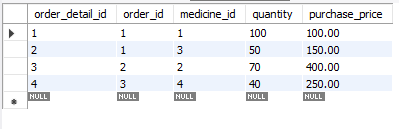 order_detail_id order_id medicine_id quantity purchase_price
1 1 1 100 100.00
2 1 3 50 150.00
3 2 2 70 400.00
4 3 4 40 250.00
NULL NULL NULL NULL NULL